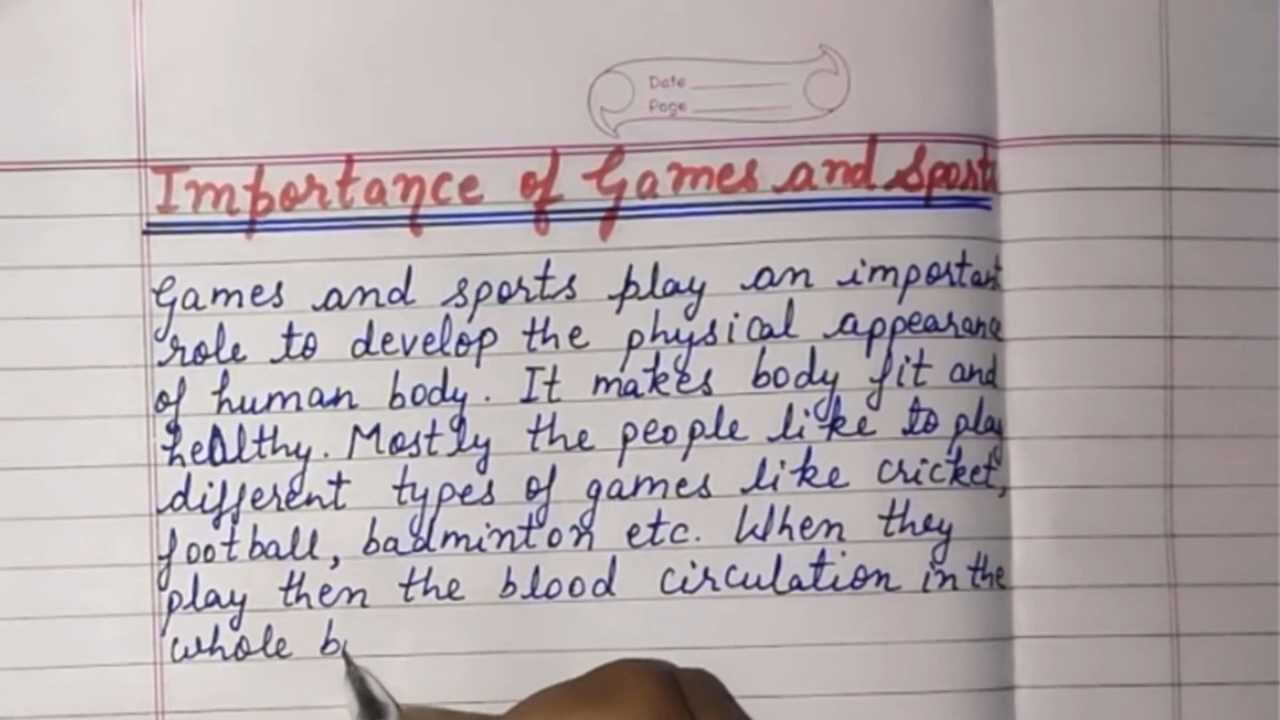 Date
Page
Importance of Games and Sports
Games and sports play an important
role to develop the physical appearance
of human body. It makes body fit and
healthy. Mostly the people like to play
different types of games like cricket,
football, badminton etc. When they
play then the blood circulation in the
whole b